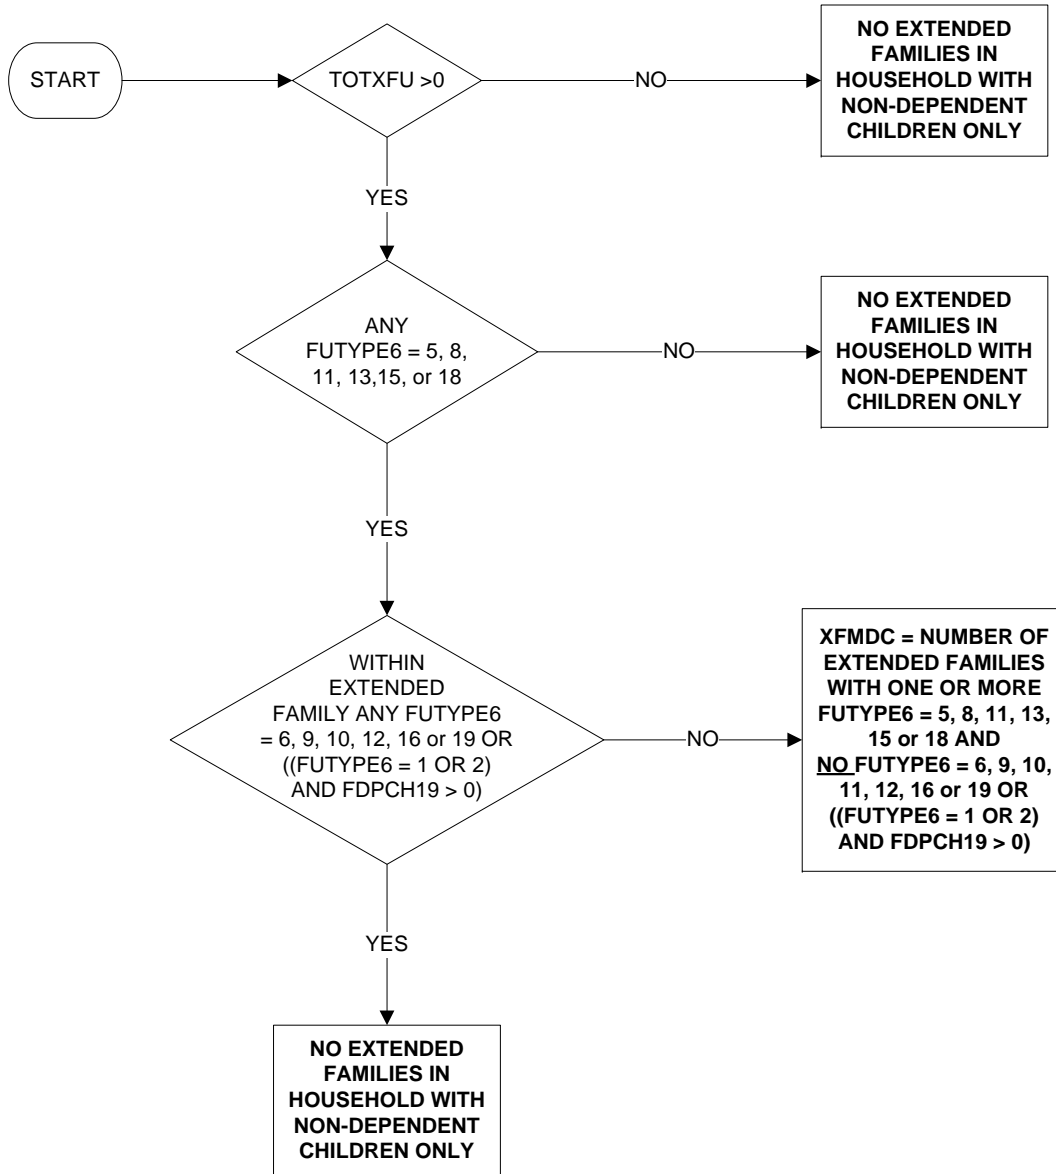 START
TOTXFU >0
NO
NO EXTENDED
FAMILIES IN
HOUSEHOLD WITH
NON-DEPENDENT
CHILDREN ONLY
YES
ANY
FUTYPE6 = 5, 8,
11, 13,15, or 18
NO
NO EXTENDED
FAMILIES IN
HOUSEHOLD WITH
NON-DEPENDENT
CHILDREN ONLY
YES
WITHIN
EXTENDED
FAMILY ANY FUTYPE6
= 6, 9, 10, 12, 16 or 19 OR
((FUTYPE6 = 1 OR 2)
AND FDPCH19 > 0)
NO
XFMDC = NUMBER OF
EXTENDED FAMILIES
WITH ONE OR MORE
FUTYPE6 = 5, 8, 11, 13,
15 or 18 AND
NO FUTYPE6 = 6, 9, 10,
11, 12, 16 or 19 OR
((FUTYPE6 = 1 OR 2)
AND FDPCH19 > 0)
YES
NO EXTENDED
FAMILIES IN
HOUSEHOLD WITH
NON-DEPENDENT
CHILDREN ONLY